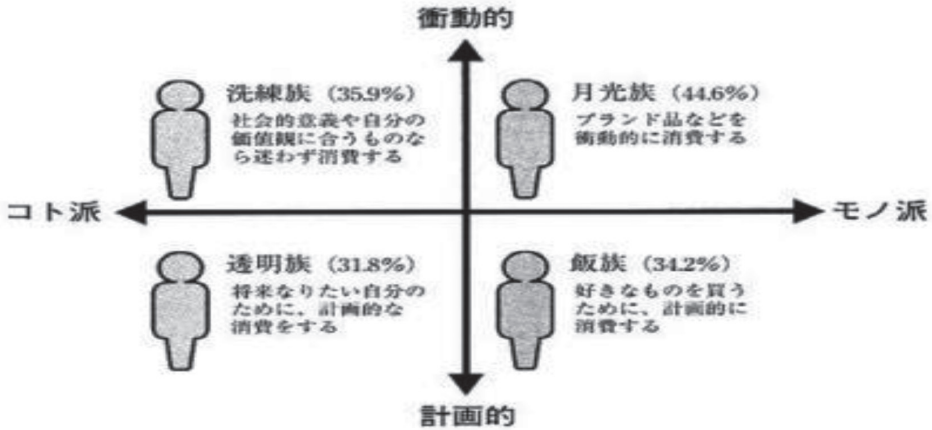 衝動的
洗練族（35.9%）
社会的意義や自分の
価値観に合うものな
ら迷わず消費する
月光族（44.6%）
ブランド品などを
衝動的に消費する
コト派
モノ派
透明族（31.8%）
将来なりたい自分の
ために、計画的な
消費をする
飯族（34.2%）
好きなものを買う
ために、計画的に
消費する
計画的